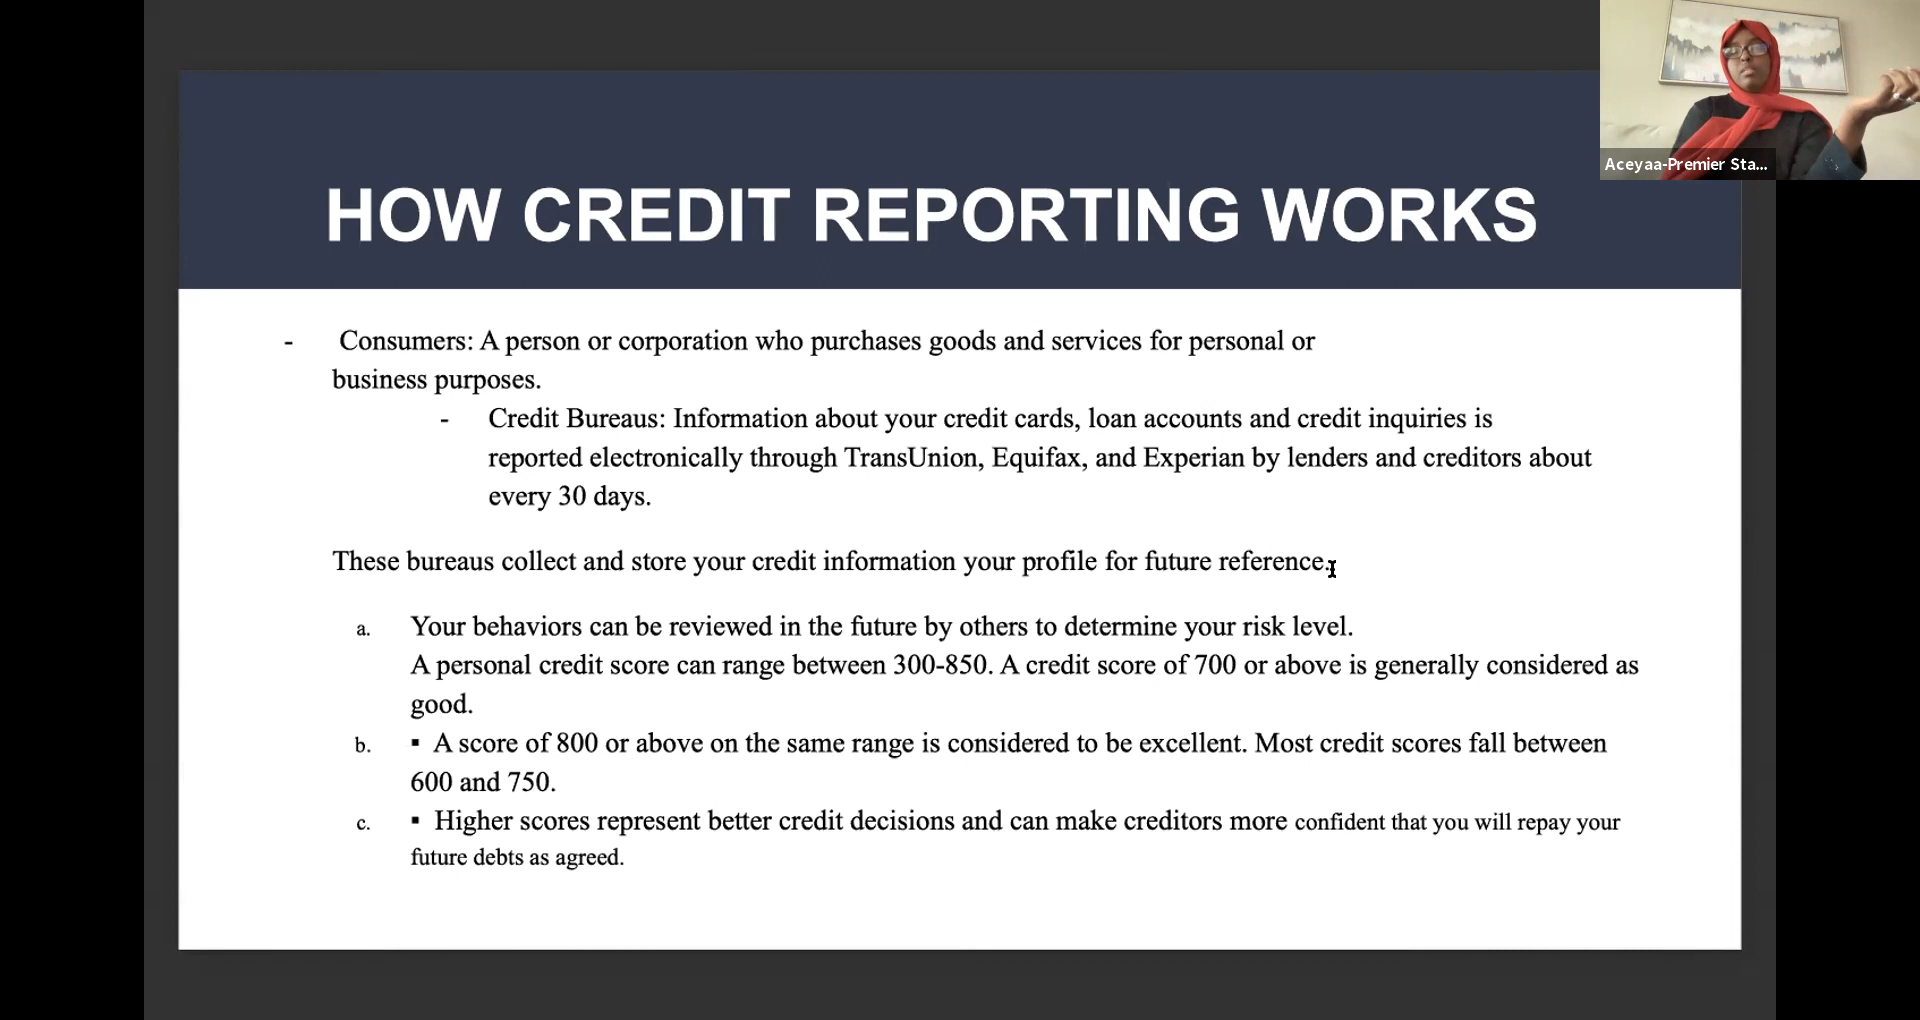 Aceyaa-Premier Sta...
HOW CREDIT REPORTING WORKS
- Consumers: A person or corporation who purchases goods and services for personal or
business purposes.
- Credit Bureaus: Information about your credit cards, loan accounts and credit inquiries is
reported electronically through TransUnion, Equifax, and Experian by lenders and creditors about
every 30 days.
These bureaus collect and store your credit information your profile for future reference.
a. Your behaviors can be reviewed in the future by others to determine your risk level.
A personal credit score can range between 300-850. A credit score of 700 or above is generally considered as
good.
b. ▪ A score of 800 or above on the same range is considered to be excellent. Most credit scores fall between
600 and 750.
c. ▪ Higher scores represent better credit decisions and can make creditors more confident that you will repay your
future debts as agreed.